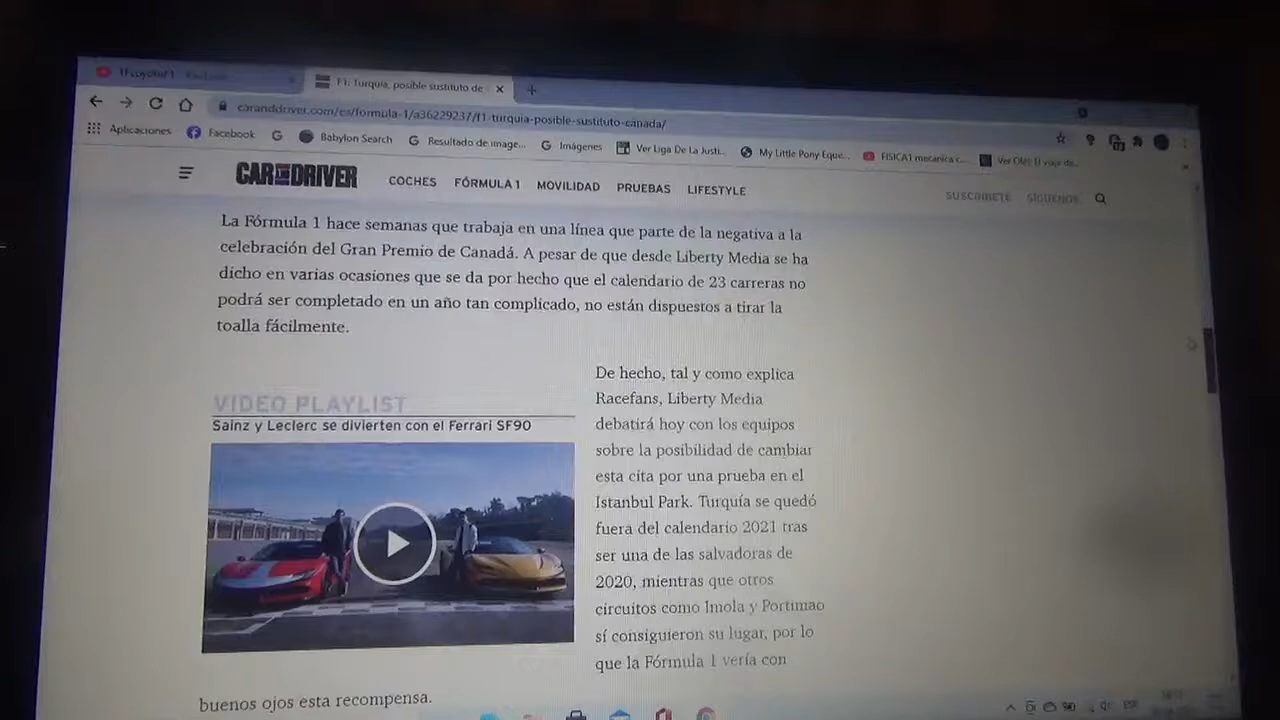 F1: Turquía, posible sustituto de
caranddriver.com/es/formula-1/a36229237/f1-turquia-posible-sustituto-canada/
Aplicaciones
Facebook
Babylon Search
Resultado de image...
Imágenes
Ver Liga De La Justi...
My Little Pony Eque...
FISICA1 mecanica c...
CAR AND DRIVER
COCHES
FÓRMULA 1
MOVILIDAD
PRUEBAS
LIFESTYLE
SUSCRÍBETE
SÍGUENOS
La Fórmula 1 hace semanas que trabaja en una línea que parte de la negativa a la
celebración del Gran Premio de Canadá. A pesar de que desde Liberty Media se ha
dicho en varias ocasiones que se da por hecho que el calendario de 23 carreras no
podrá ser completado en un año tan complicado, no están dispuestos a tirar la
toalla fácilmente.
VIDEO PLAYLIST
Sainz y Leclerc se divierten con el Ferrari SF90
De hecho, tal y como explica
Racefans, Liberty Media
debatirá hoy con los equipos
sobre la posibilidad de cambiar
esta cita por una prueba en el
Istanbul Park. Turquía se quedó
fuera del calendario 2021 tras
ser una de las salvadoras de
2020, mientras que otros
circuitos como Imola y Portimao
sí consiguieron su lugar, por lo
que la Fórmula 1 vería con
buenos ojos esta recompensa.
ESP